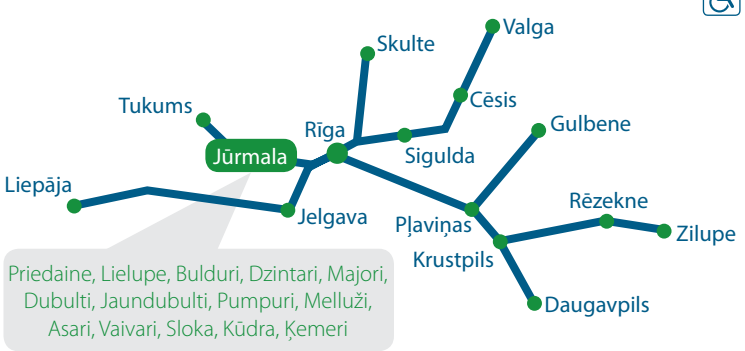 Valga
Skulte
Cēsis
Tukums
Gulbene
Rīga
Jūrmala
Sigulda
Liepāja
Rēzekne
Jelgava
Pļaviņas
Zilupe
Krustpils
Priedaine, Lielupe, Bulduri, Dzintari, Majori,
Dubulti, Jaundubulti, Pumpuri, Melluži,
Asari, Vaivari, Sloka, Kūdra, Ķemeri
Daugavpils